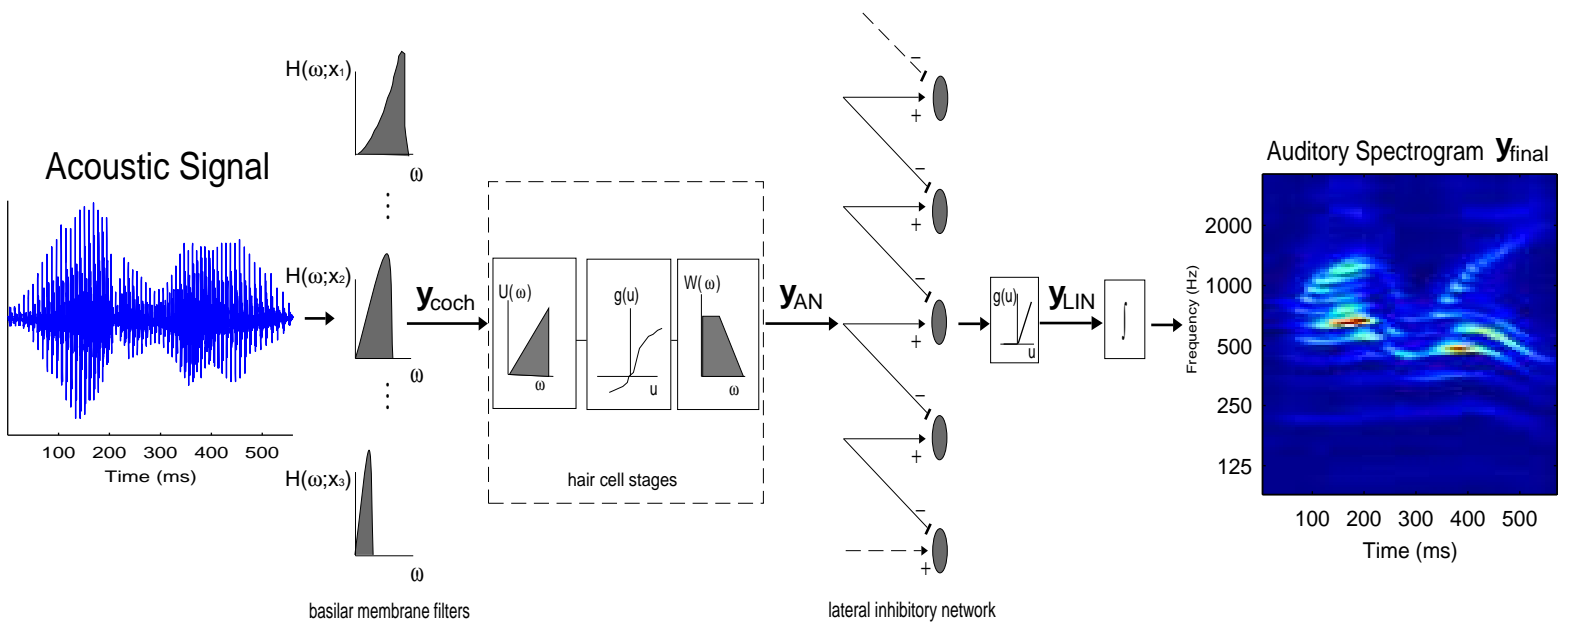 Acoustic Signal
100 200 300 400 500
Time (ms)
H(ω;x₁)
ω
H(ω;x₂)
ω
H(ω;x₃)
ω
basilar membrane filters
ycoch
U(ω)
ω
g(u)
u
W(ω)
ω
hair cell stages
yAN
−
+
−
+
−
+
−
+
−
+
lateral inhibitory network
g(u)
u
yLIN
∫
Auditory Spectrogram yfinal
Frequency (Hz)
2000
1000
500
250
125
100 200 300 400 500
Time (ms)